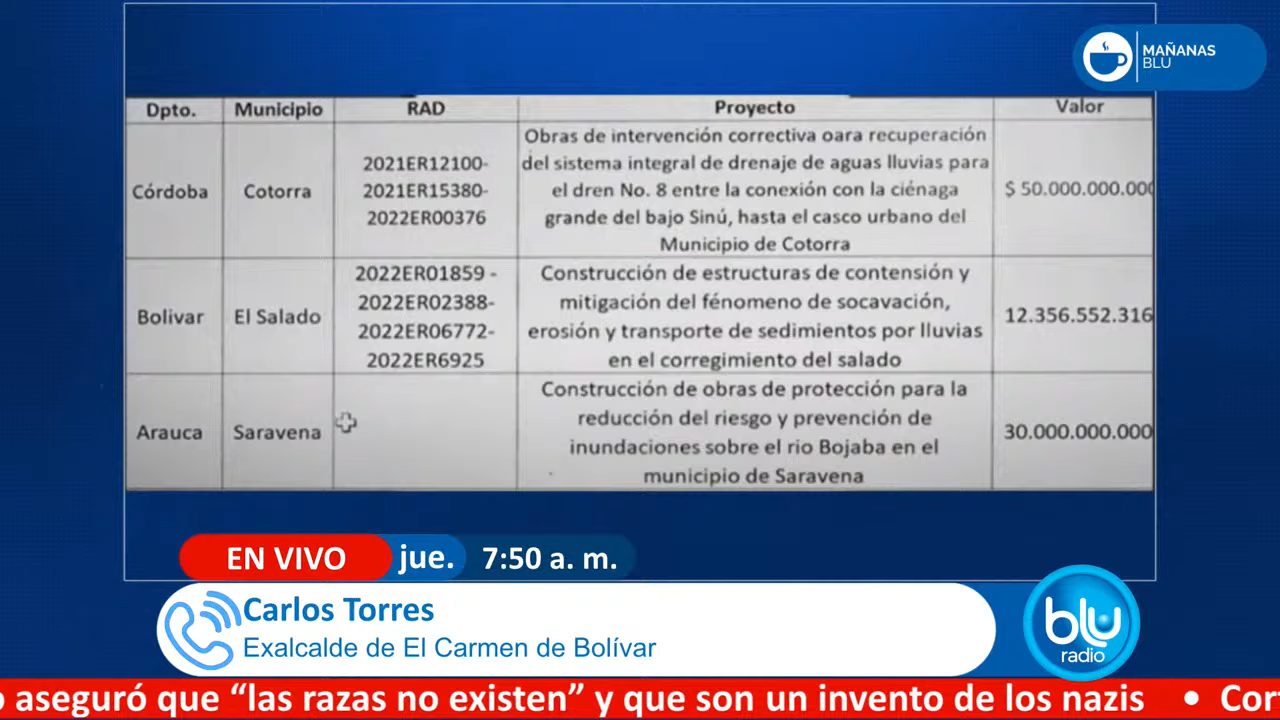 MAÑANAS
BLU
Dpto. Municipio RAD Proyecto Valor
Córdoba
Cotorra
2021ER12100-
2021ER15380-
2022ER00376
Obras de intervención correctiva oara recuperación
del sistema integral de drenaje de aguas lluvias para
el dren No. 8 entre la conexión con la ciénaga
grande del bajo Sinú, hasta el casco urbano del
Municipio de Cotorra
$ 50.000.000.000
Bolivar
El Salado
2022ER01859 -
2022ER02388-
2022ER06772-
2022ER6925
Construcción de estructuras de contensión y
mitigación del fénomeno de socavación,
erosión y transporte de sedimientos por lluvias
en el corregimiento del salado
12.356.552.316
Arauca
Saravena
Construcción de obras de protección para la
reducción del riesgo y prevención de
inundaciones sobre el rio Bojaba en el
municipio de Saravena
30.000.000.000
EN VIVO jue. 7:50 a. m.
Carlos Torres
Exalcalde de El Carmen de Bolívar
blu
radio
o aseguró que “las razas no existen” y que son un invento de los nazis • Cor